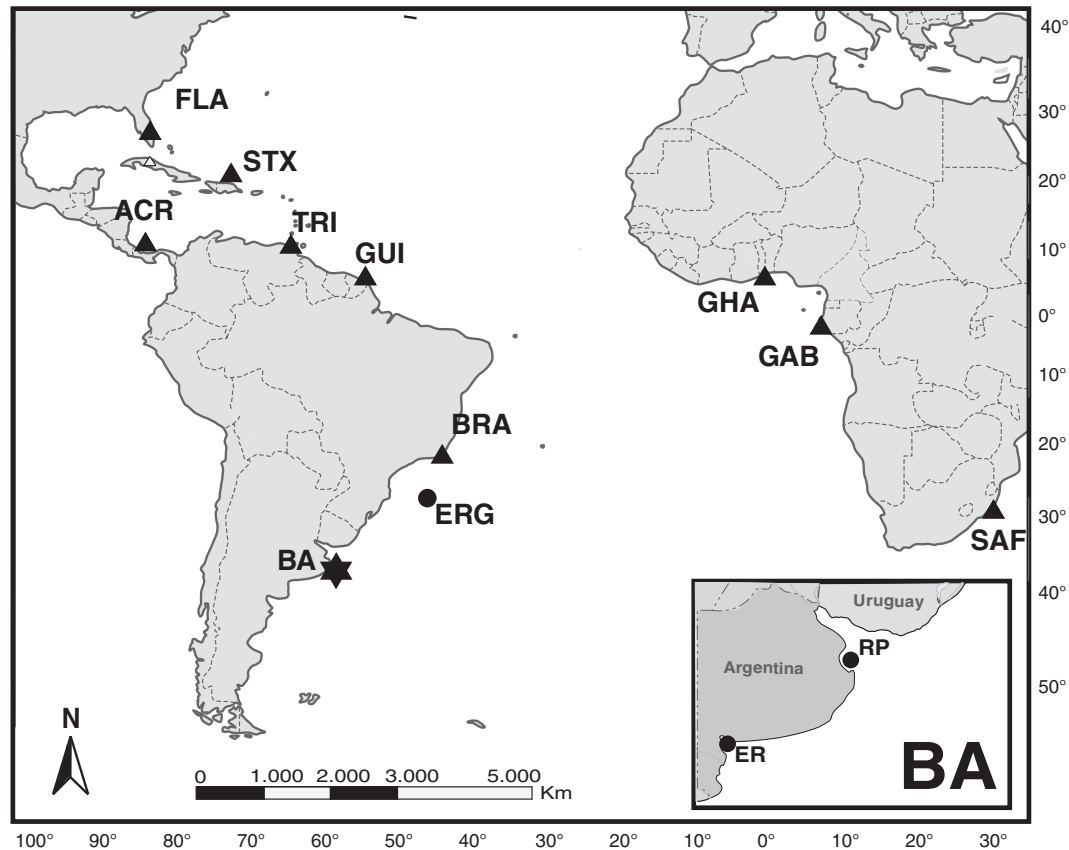 40°
FLA
30°
STX
20°
ACR
TRI
10°
GUI
GHA
0°
GAB
10°
BRA
20°
ERG
30°
SAF
BA
40°
Uruguay
RP
Argentina
50°
ER
BA
N
0 1.000 2.000 3.000 5.000
Km
100° 90° 80° 70° 60° 50° 40° 30° 20° 10° 0° 10° 20° 30°